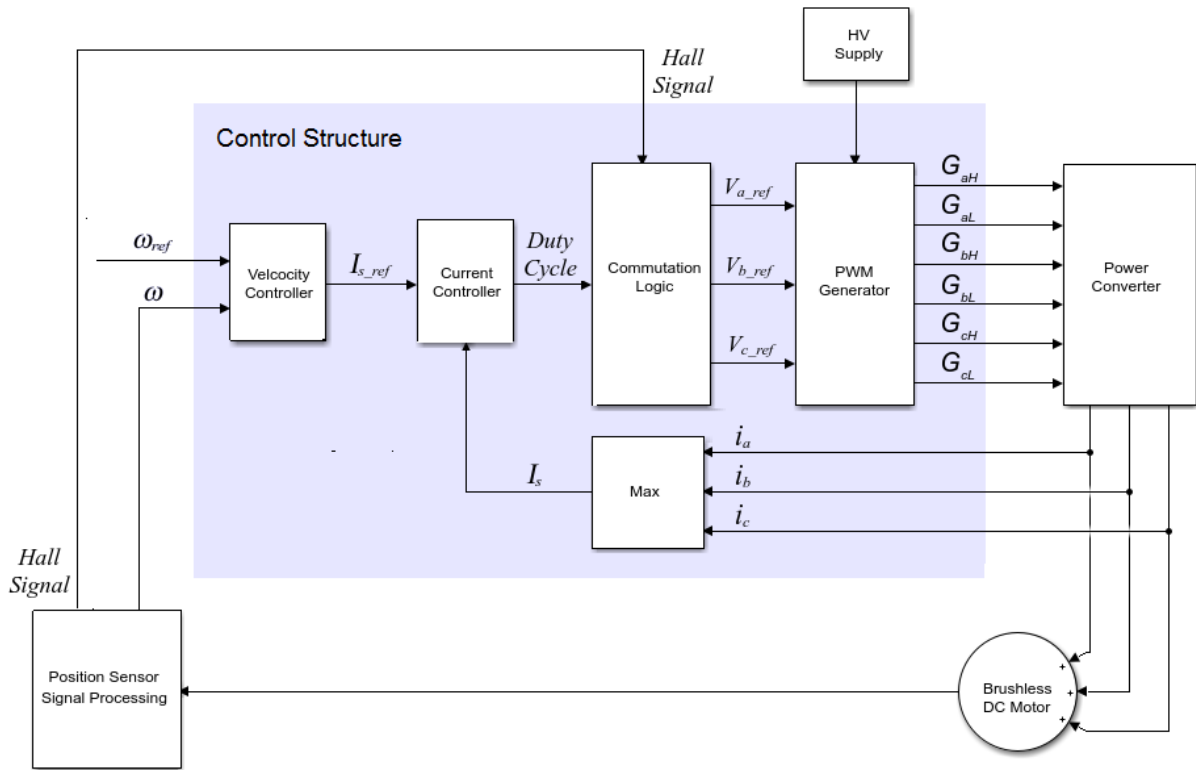 HV
Supply
Hall
Signal
Control Structure
ω_ref
ω
Velcocity
Controller
I_s_ref
Current
Controller
Duty
Cycle
Commutation
Logic
V_a_ref
V_b_ref
V_c_ref
PWM
Generator
G_aH
G_aL
G_bH
G_bL
G_cH
G_cL
Power
Converter
i_a
i_b
i_c
Max
I_s
Hall
Signal
Position Sensor
Signal Processing
Brushless
DC Motor
+
+
+